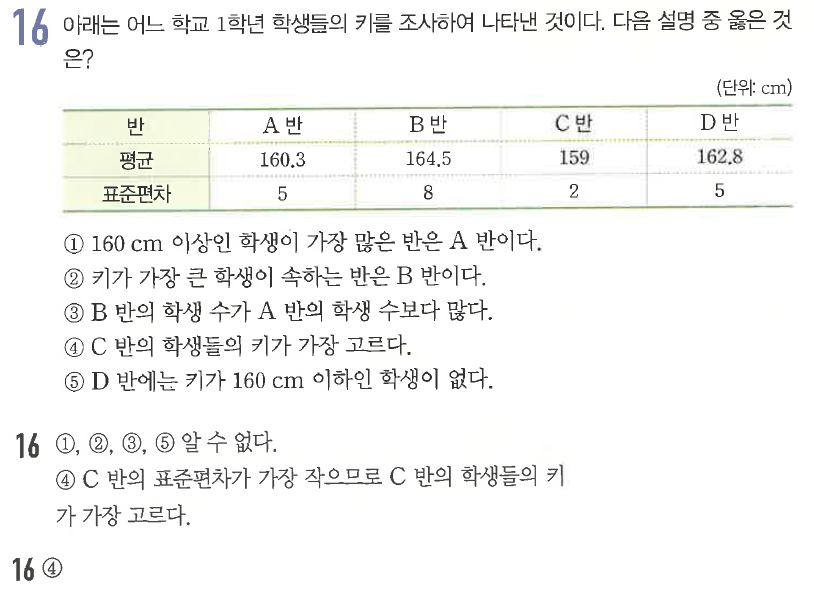 16 아래는 어느 학교 1학년 학생들의 키를 조사하여 나타낸 것이다. 다음 설명 중 옳은 것
은?
(단위: cm)
반 A 반 B 반 C 반 D 반
평균 160.3 164.5 159 162.8
표준편차 5 8 2 5
① 160 cm 이상인 학생이 가장 많은 반은 A 반이다.
② 키가 가장 큰 학생이 속하는 반은 B 반이다.
③ B 반의 학생 수가 A 반의 학생 수보다 많다.
④ C 반의 학생들의 키가 가장 고르다.
⑤ D 반에는 키가 160 cm 이하인 학생이 없다.
16 ①, ②, ③, ⑤ 알 수 없다.
④ C 반의 표준편차가 가장 작으므로 C 반의 학생들의 키
가 가장 고르다.
16 ④